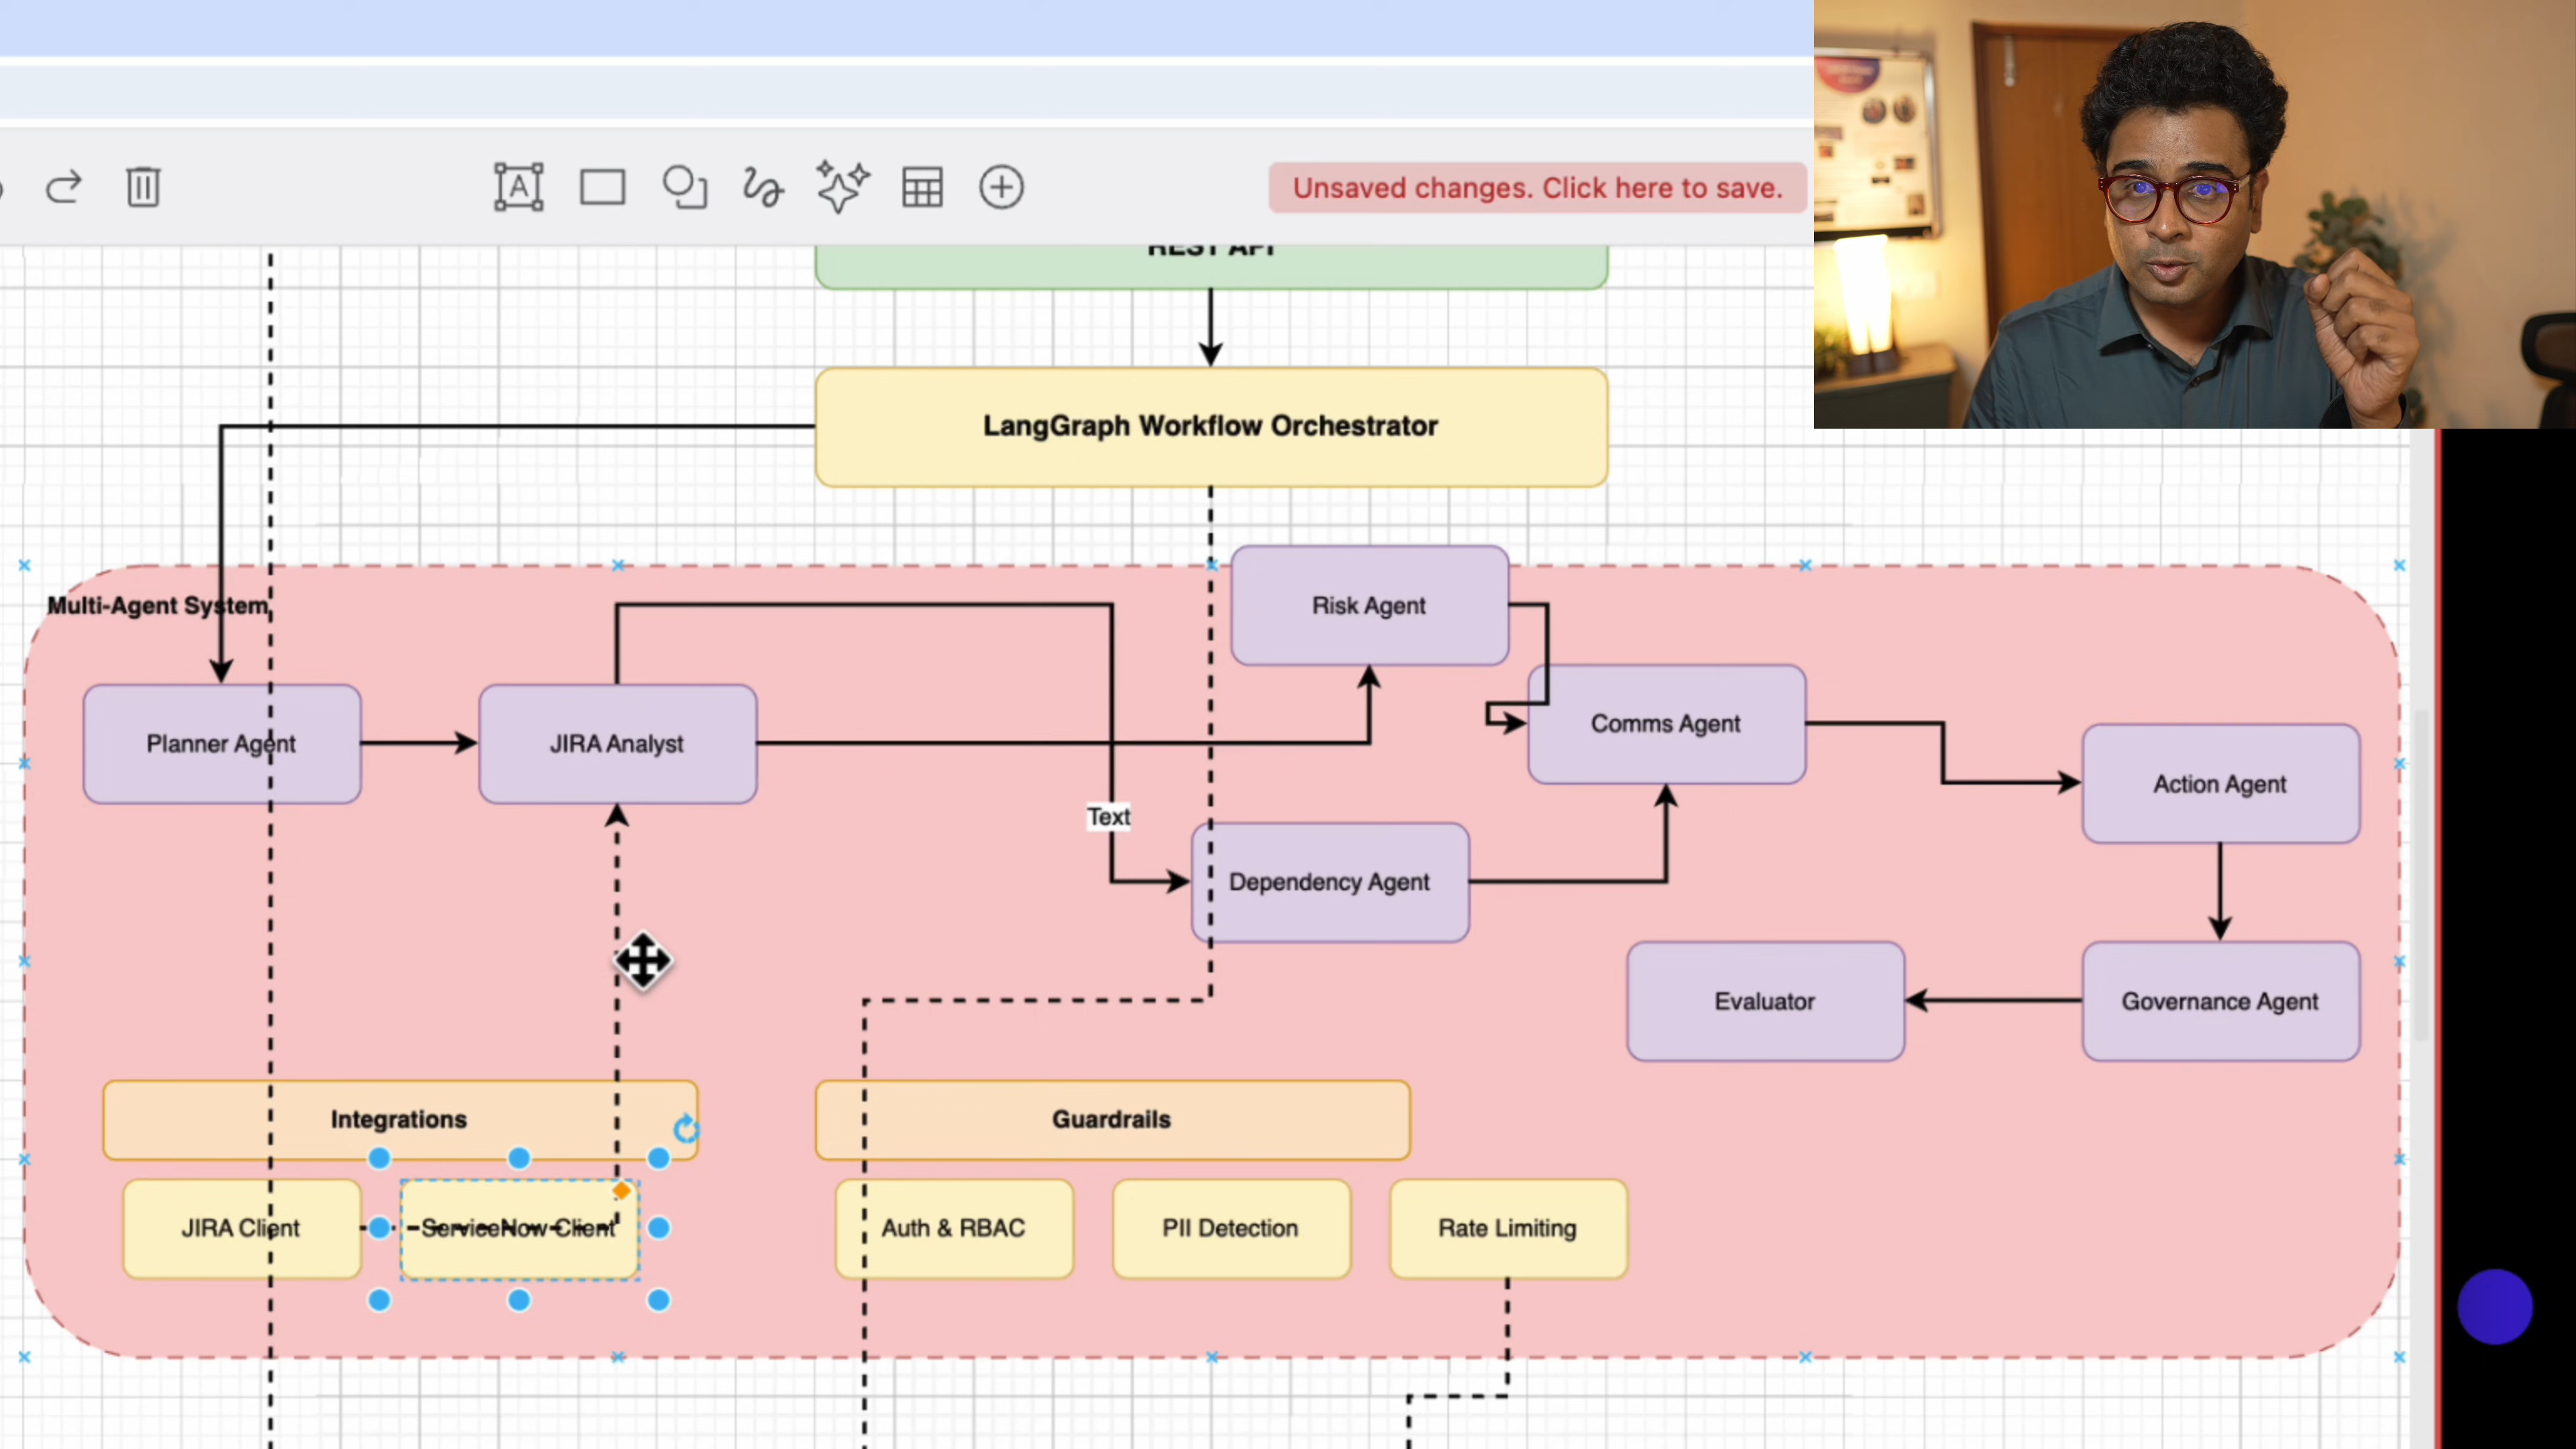 Unsaved changes. Click here to save.
REST API
LangGraph Workflow Orchestrator
Multi-Agent System
Risk Agent
Planner Agent
JIRA Analyst
Comms Agent
Action Agent
Text
Dependency Agent
Evaluator
Governance Agent
Integrations
Guardrails
JIRA Client
ServiceNow Client
Auth & RBAC
PII Detection
Rate Limiting